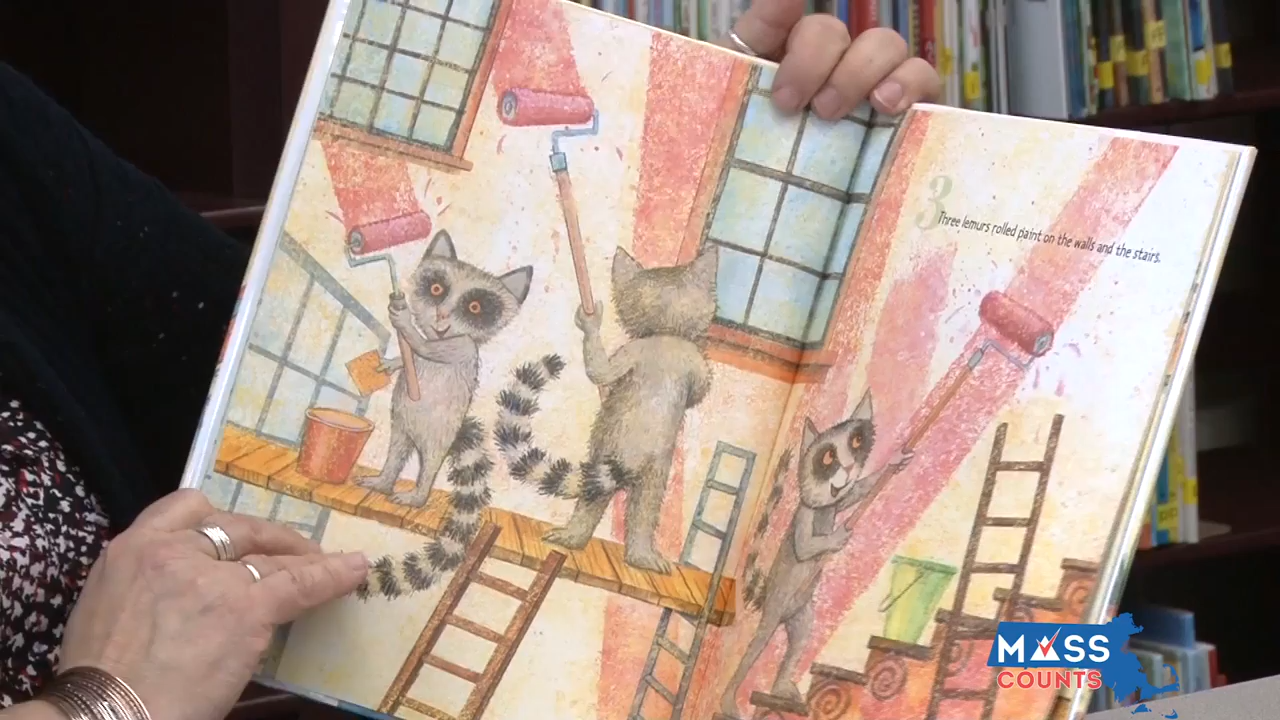 3
Three lemurs rolled paint on the walls and the stairs.
MASS
COUNTS